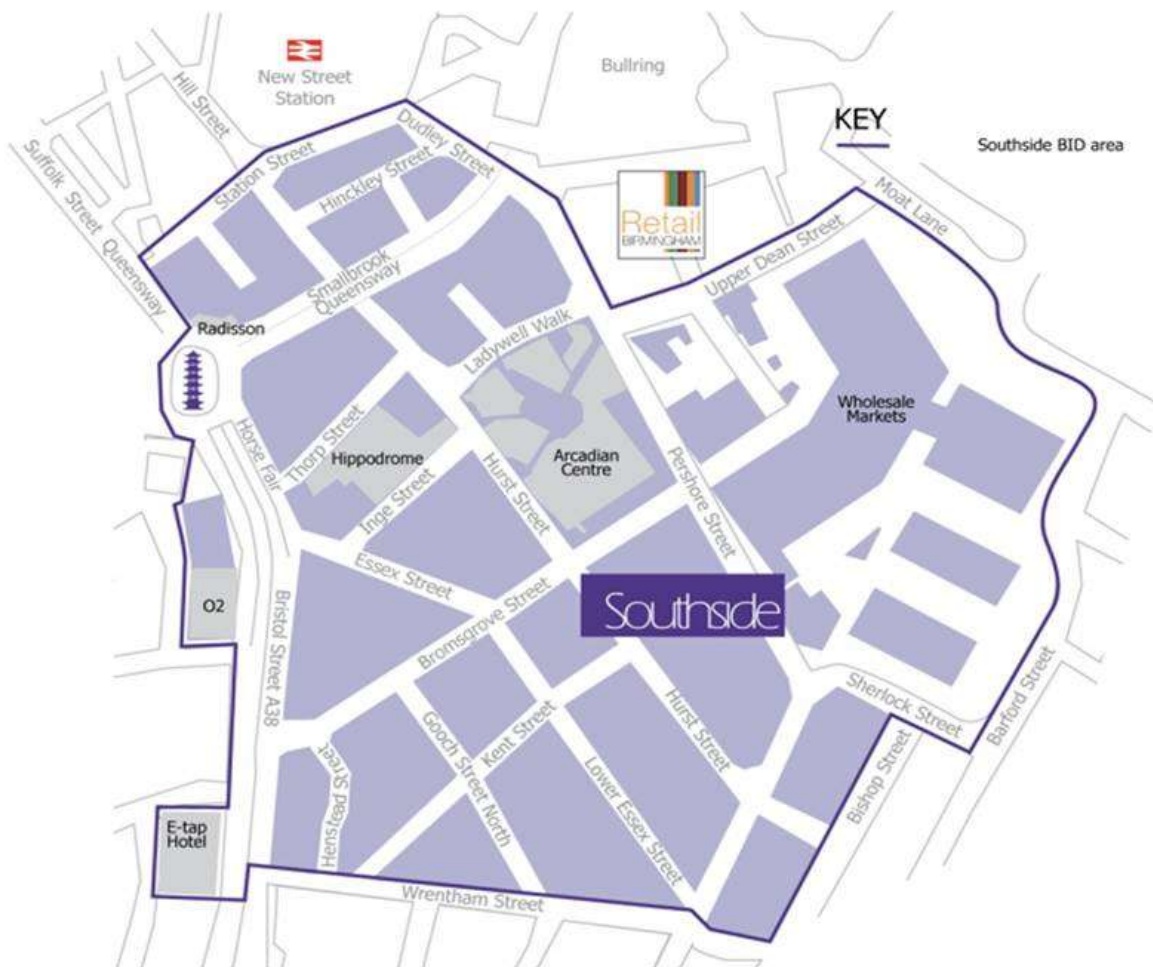 New Street
Station
Bullring
KEY
Southside BID area
Hill Street
Suffolk Street Queensway
Station Street
Dudley Street
Hinckley Street
Smallbrook
Queensway
Retail
BIRMINGHAM
Moat Lane
Upper Dean Street
Radisson
Ladywell Walk
Wholesale
Markets
Horse Fair
Thorp Street
Hippodrome
Inge Street
Hurst Street
Arcadian
Centre
Pershore Street
Essex Street
O2
Bristol Street A38
Bromsgrove Street
Southside
Sherlock Street
Barford Street
Bishop Street
Hurst Street
Kent Street
Gooch Street North
Lower Essex Street
Henstead Street
E-tap
Hotel
Wrentham Street